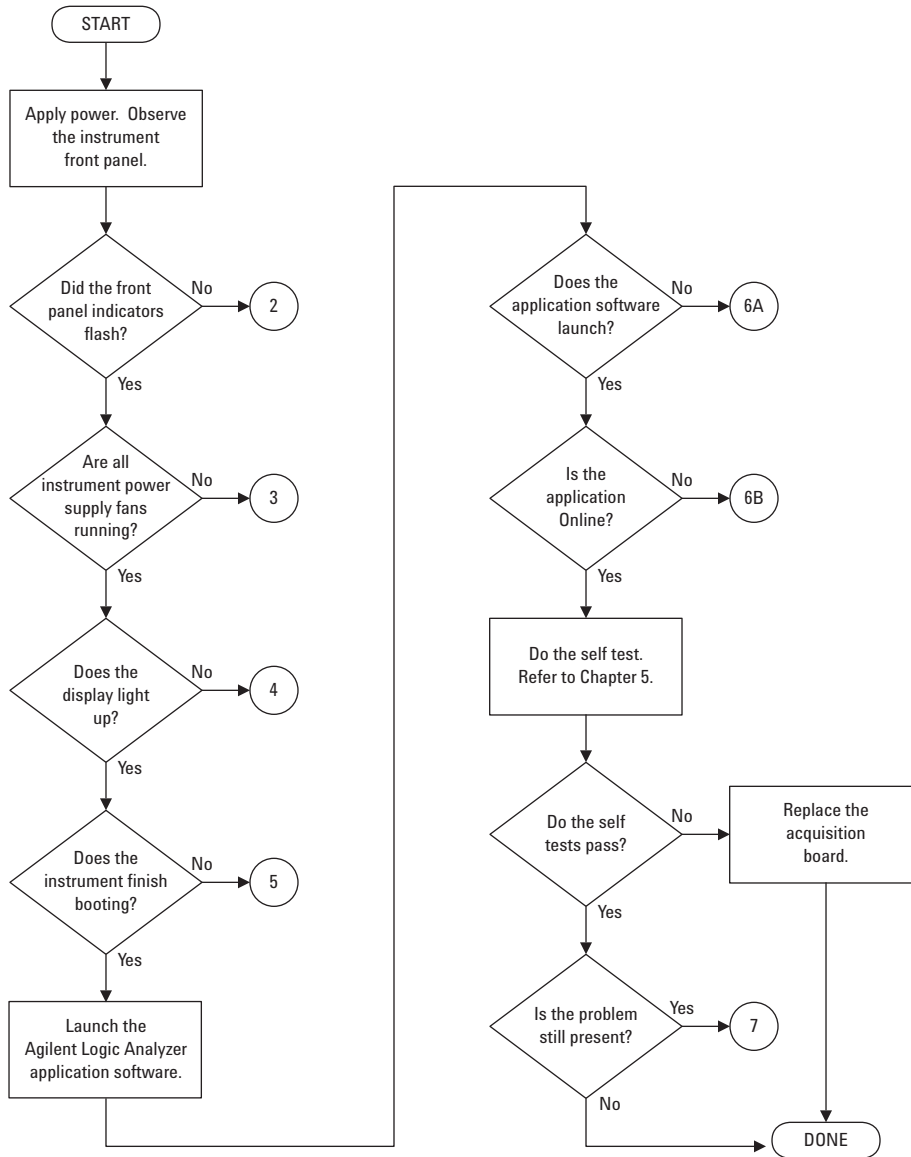 START
Apply power.  Observe
the instrument
front panel.
Did the front
panel indicators
flash?
No
2
Yes
Are all
instrument power
supply fans
running?
No
3
Yes
Does the
display light
up?
No
4
Yes
Does the
instrument finish
booting?
No
5
Yes
Launch the
Agilent Logic Analyzer
application software.
Does the
application software
launch?
No
6A
Yes
Is the
application
Online?
No
6B
Yes
Do the self test.
Refer to Chapter 5.
Do the self
tests pass?
No
Replace the
acquisition
board.
Yes
Is the problem
still present?
Yes
7
No
DONE